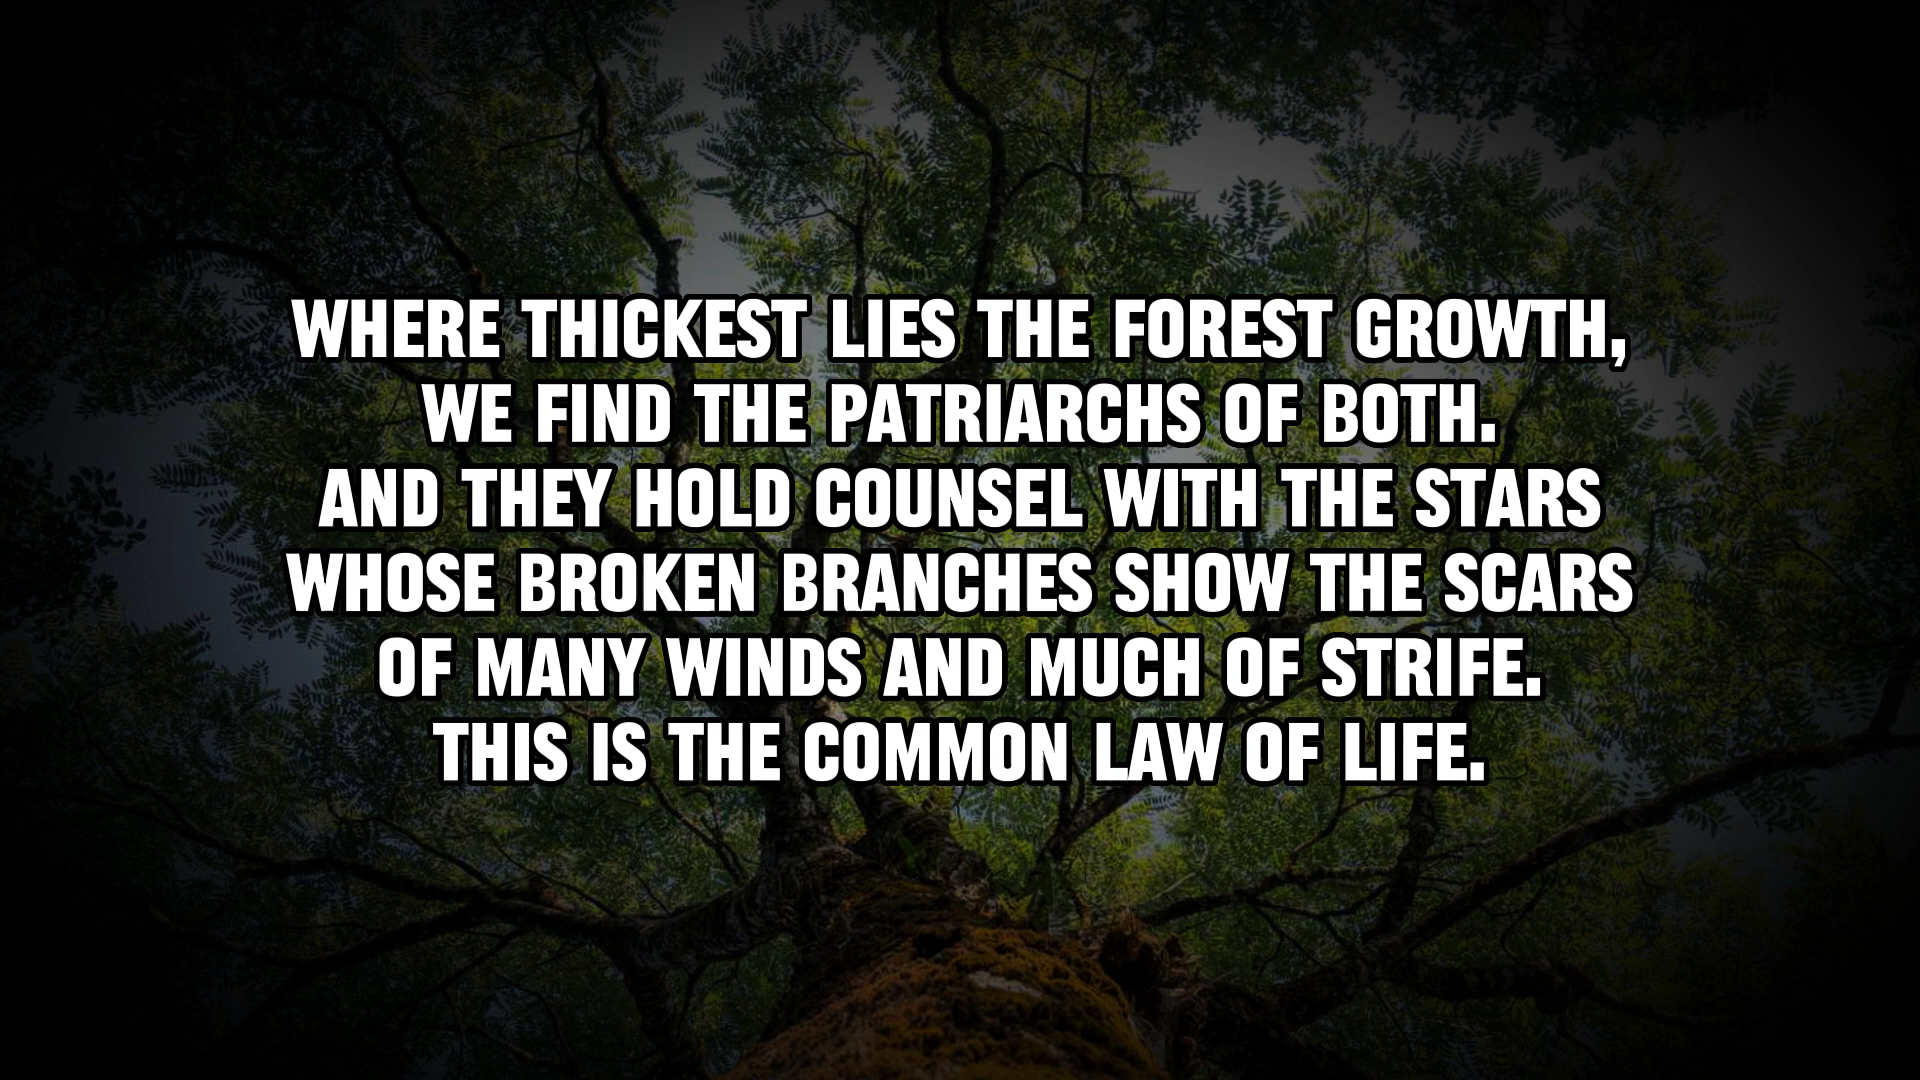 WHERE THICKEST LIES THE FOREST GROWTH,
WE FIND THE PATRIARCHS OF BOTH.
AND THEY HOLD COUNSEL WITH THE STARS
WHOSE BROKEN BRANCHES SHOW THE SCARS
OF MANY WINDS AND MUCH OF STRIFE.
THIS IS THE COMMON LAW OF LIFE.